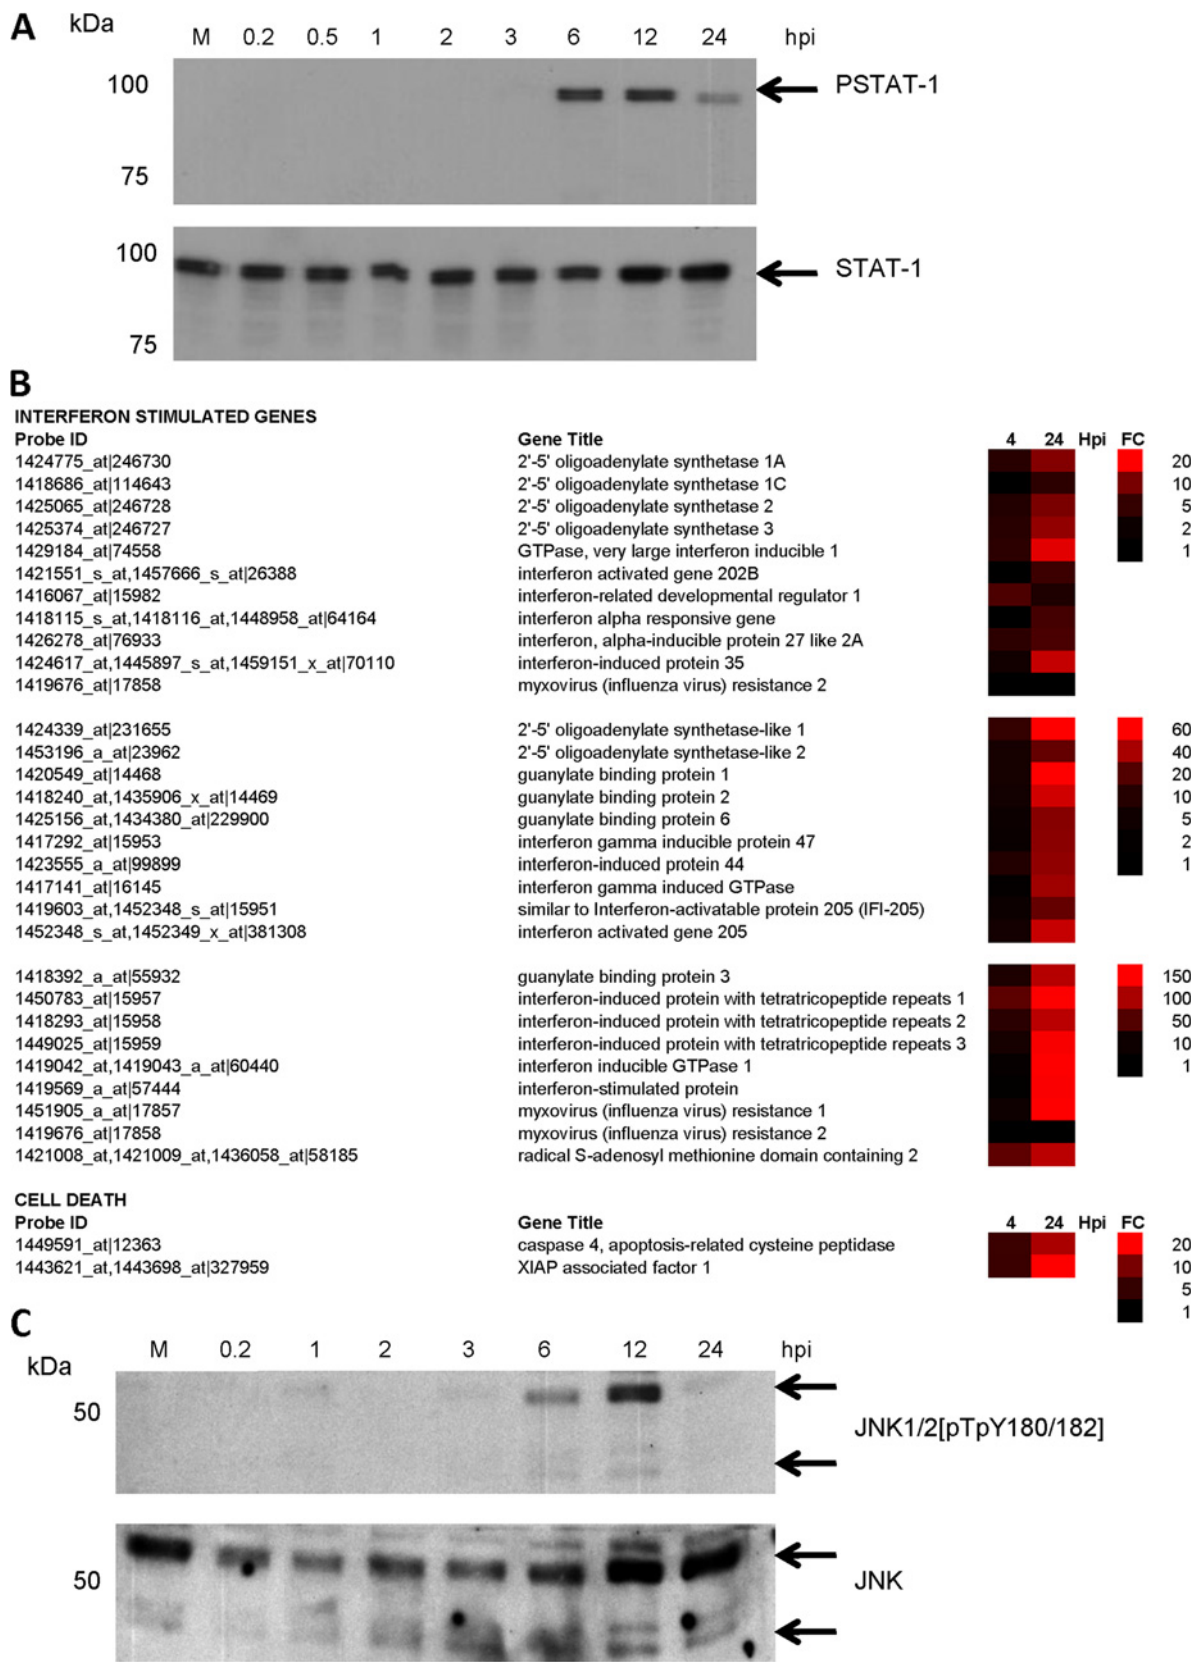 A
kDa
M 0.2 0.5 1 2 3 6 12 24 hpi
100
PSTAT-1
75
100
STAT-1
75
B
INTERFERON STIMULATED GENES
Probe ID Gene Title 4 24 Hpi FC
1424775_at|246730 2'-5' oligoadenylate synthetase 1A 20
1418686_at|114643 2'-5' oligoadenylate synthetase 1C 10
1425065_at|246728 2'-5' oligoadenylate synthetase 2 5
1425374_at|246727 2'-5' oligoadenylate synthetase 3 2
1429184_at|74558 GTPase, very large interferon inducible 1 1
1421551_s_at,1457666_s_at|26388 interferon activated gene 202B
1416067_at|15982 interferon-related developmental regulator 1
1418115_s_at,1418116_at,1448958_at|64164 interferon alpha responsive gene
1426278_at|76933 interferon, alpha-inducible protein 27 like 2A
1424617_at,1445897_s_at,1459151_x_at|70110 interferon-induced protein 35
1419676_at|17858 myxovirus (influenza virus) resistance 2
1424339_at|231655 2'-5' oligoadenylate synthetase-like 1 60
1453196_a_at|23962 2'-5' oligoadenylate synthetase-like 2 40
1420549_at|14468 guanylate binding protein 1 20
1418240_at,1435906_x_at|14469 guanylate binding protein 2 10
1425156_at,1434380_at|229900 guanylate binding protein 6 5
1417292_at|15953 interferon gamma inducible protein 47 2
1423555_a_at|99899 interferon-induced protein 44 1
1417141_at|16145 interferon gamma induced GTPase
1419603_at,1452348_s_at|15951 similar to Interferon-activatable protein 205 (IFI-205)
1452348_s_at,1452349_x_at|381308 interferon activated gene 205
1418392_a_at|55932 guanylate binding protein 3 150
1450783_at|15957 interferon-induced protein with tetratricopeptide repeats 1 100
1418293_at|15958 interferon-induced protein with tetratricopeptide repeats 2 50
1449025_at|15959 interferon-induced protein with tetratricopeptide repeats 3 10
1419042_at,1419043_a_at|60440 interferon inducible GTPase 1 1
1419569_a_at|57444 interferon-stimulated protein
1451905_a_at|17857 myxovirus (influenza virus) resistance 1
1419676_at|17858 myxovirus (influenza virus) resistance 2
1421008_at,1421009_at,1436058_at|58185 radical S-adenosyl methionine domain containing 2
CELL DEATH
Probe ID Gene Title 4 24 Hpi FC
1449591_at|12363 caspase 4, apoptosis-related cysteine peptidase 20
1443621_at,1443698_at|327959 XIAP associated factor 1 10
5
1
C
M 0.2 1 2 3 6 12 24 hpi
kDa
50
JNK1/2[pTpY180/182]
50
JNK